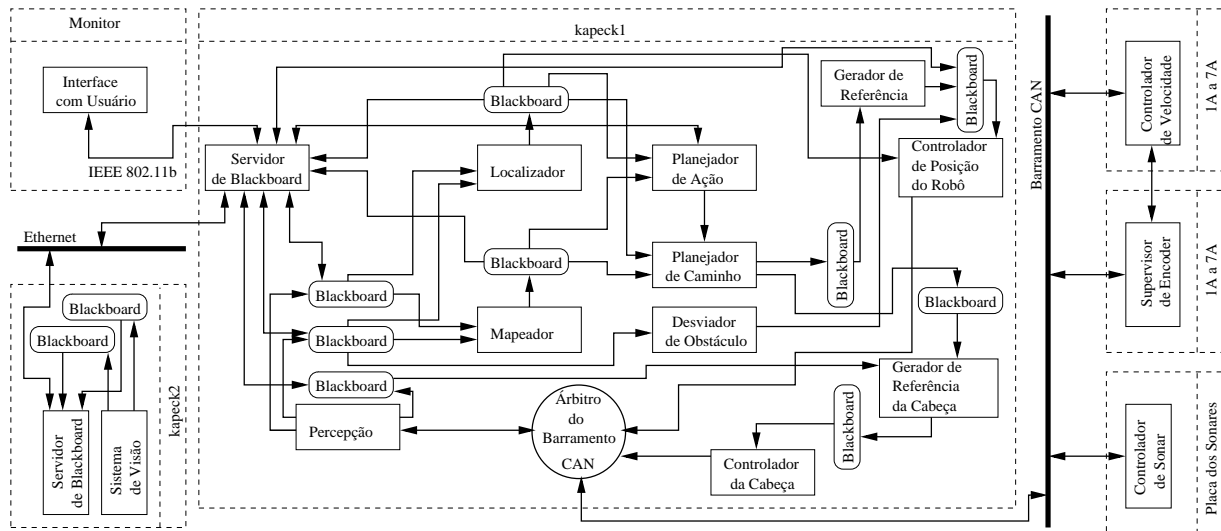 Monitor
Interface
com Usuário
IEEE 802.11b
Ethernet
Blackboard
Blackboard
Servidor
de Blackboard
Sistema
de Visão
kapeck2
kapeck1
Servidor
de Blackboard
Blackboard
Localizador
Planejador
de Ação
Gerador de
Referência
Blackboard
Controlador
de Posição
do Robô
Blackboard
Planejador
de Caminho
Blackboard
Blackboard
Blackboard
Mapeador
Desviador
de Obstáculo
Blackboard
Blackboard
Blackboard
Gerador de
Referência
da Cabeça
Percepção
Árbitro
do
Barramento
CAN
Blackboard
Controlador
da Cabeça
Barramento CAN
Controlador
de Velocidade
1A a 7A
Supervisor
de Encoder
1A a 7A
Controlador
de Sonar
Placa dos Sonares